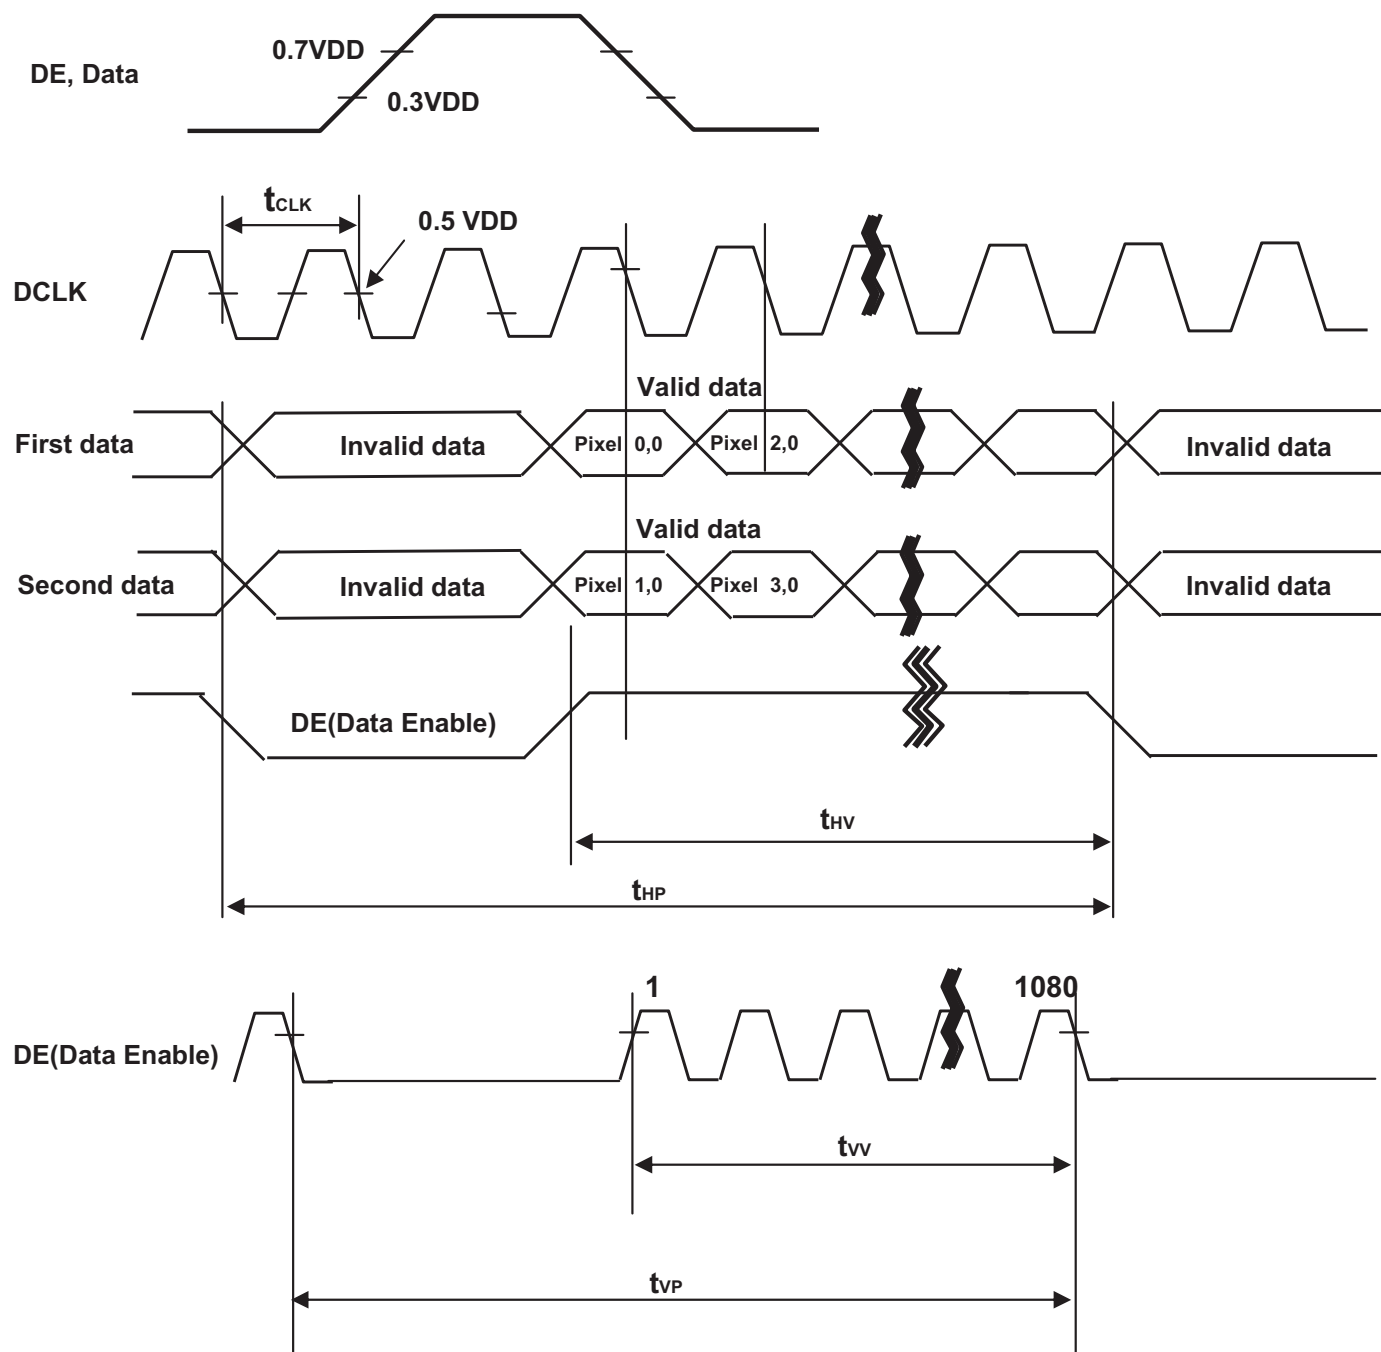 0.7VDD
DE, Data
0.3VDD
tCLK
0.5 VDD
DCLK
Valid data
First data
Invalid data
Pixel 0,0
Pixel 2,0
Invalid data
Valid data
Second data
Invalid data
Pixel 1,0
Pixel 3,0
Invalid data
DE(Data Enable)
tHV
tHP
1
1080
DE(Data Enable)
tVV
tVP